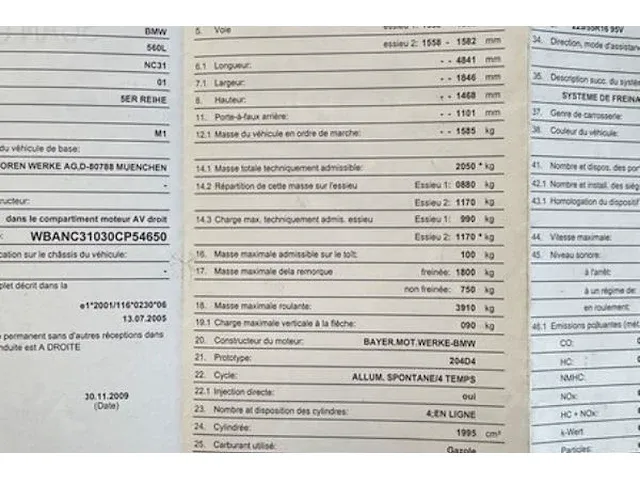 BMW
560L
NC31
01
5ER REIHE
M1
du véhicule de base:
OREN WERKE AG,D-80788 MUENCHEN
-
structeur:
dans le compartiment moteur AV droit
WBANC31030CP54650
cation sur le châssis du véhicule:
-
plet décrit dans la
e1*2001/116*0230*06
13.07.2005
e permanent sans d'autres réceptions dans
onduite est A DROITE
30.11.2009
(Date)
5. Voie
essieu 2: 1558 - 1582 mm
6.1 Longueur: - - 4841 mm
7.1 Largeur: - - 1846 mm
8. Hauteur: - - 1468 mm
11. Porte-à-faux arrière: - - 1101 mm
12.1 Masse du véhicule en ordre de marche: - - 1585 kg
14.1 Masse totale techniquement admissible: 2050 * kg
14.2 Répartition de cette masse sur l'essieu Essieu 1: 0880 kg
Essieu 2: 1170 kg
14.3 Charge max. techniquement admis. essieu Essieu 1: 990 kg
Essieu 2: 1170 * kg
16. Masse maximale admissible sur le toit: 100 kg
17. Masse maximale dela remorque freinée: 1800 kg
non freinée: 750 kg
18. Masse maximale roulante: 3910 kg
19.1 Charge maximale verticale à la flèche: 090 kg
20. Constructeur du moteur: BAYER.MOT.WERKE-BMW
21. Prototype: 204D4
22. Cycle: ALLUM. SPONTANE/4 TEMPS
22.1 Injection directe: oui
23. Nombre et disposition des cylindres: 4;EN LIGNE
24. Cylindrée: 1995 cm³
25. Carburant utilisé: Gazole
225/55R16 95V
34. Direction, mode d'assistance
35. Description succ. du système
SYSTEME DE FREINA
37. Genre de carrosserie:
38. Couleur du véhicule:
41. Nombre et dispos. des por
42.1 Nombre et install. des siég
43.1 Homologation du dispositif
44. Vitesse maximale:
45. Niveau sonore:
à l'arrêt:
à un régime de:
en roulement:
46.1 Emissions polluantes (me
CO:
HC:
NMHC:
NOx:
HC + NOx:
k-Wert
Particles: